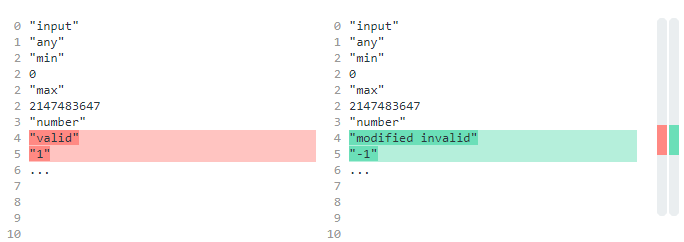 0 "input"
1 "any"
2 "min"
2 0
2 "max"
2 2147483647
3 "number"
4 "valid"
5 "1"
6 ...
7
8
9
10
0 "input"
1 "any"
2 "min"
2 0
2 "max"
2 2147483647
3 "number"
4 "modified invalid"
5 "-1"
6 ...
7
8
9
10